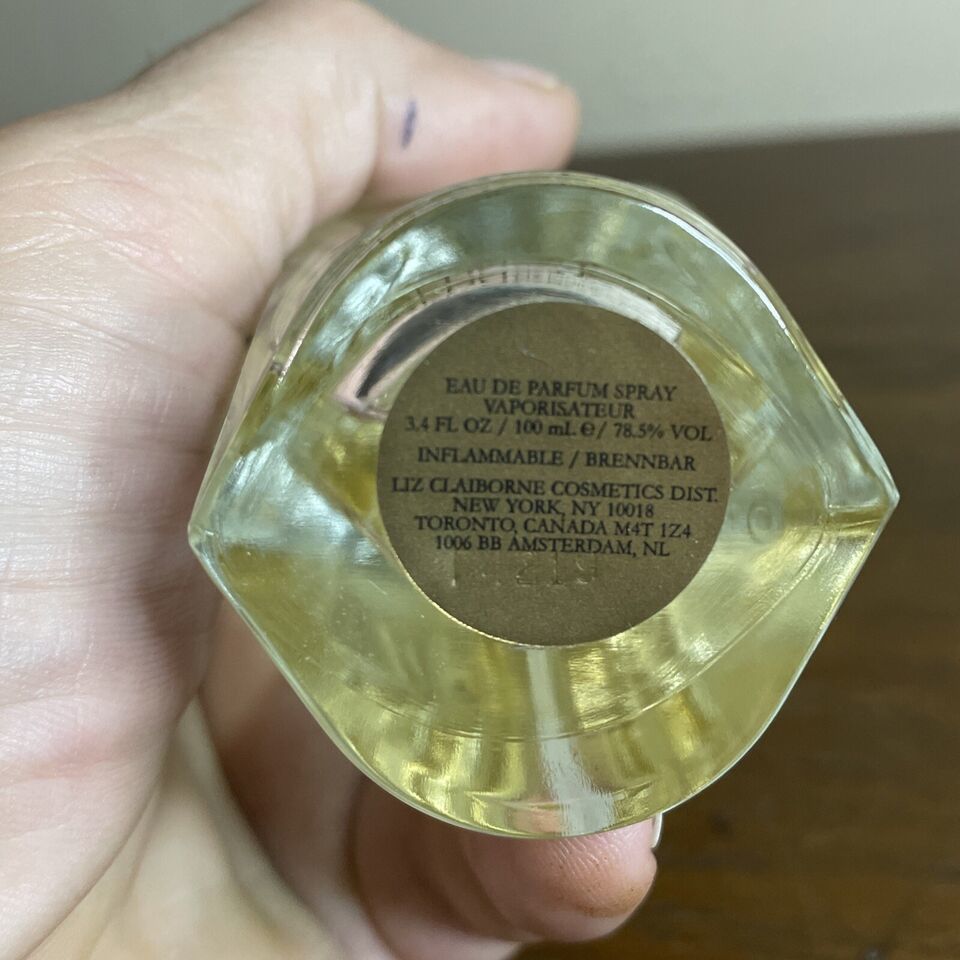 EAU DE PARFUM SPRAY
VAPORISATEUR
3.4 FL OZ / 100 mL ℮ / 78.5% VOL
INFLAMMABLE / BRENNBAR
LIZ CLAIBORNE COSMETICS DIST.
NEW YORK, NY 10018
TORONTO, CANADA M4T 1Z4
1006 BB AMSTERDAM, NL